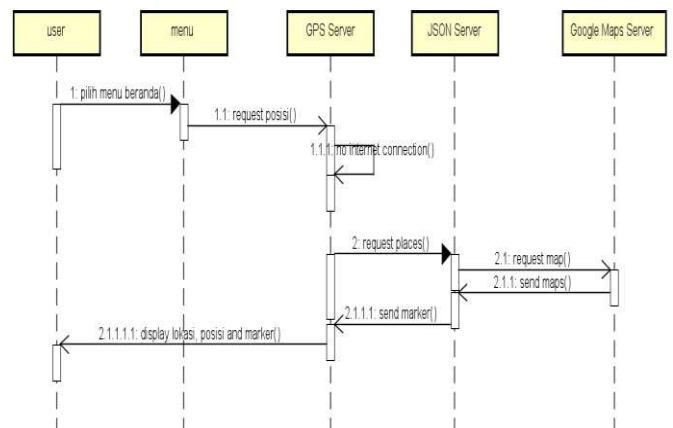 user
menu
GPS Server
JSON Server
Google Maps Server
1: pilih menu beranda()
1.1: request posisi()
1.1.1: no internet connection()
2: request places()
2.1: request map()
2.1.1: send maps()
2.1.1.1: send marker()
2.1.1.1.1: display lokasi, posisi and marker()